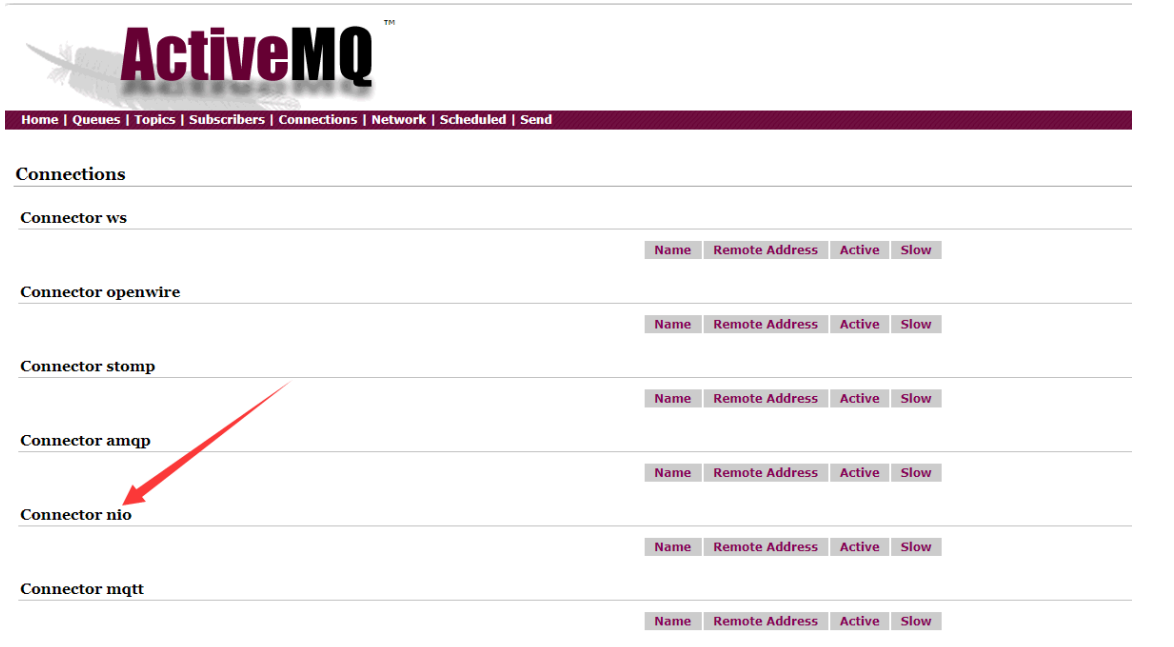 ActiveMQ™
Home | Queues | Topics | Subscribers | Connections | Network | Scheduled | Send
Connections
Connector ws
Name Remote Address Active Slow
Connector openwire
Name Remote Address Active Slow
Connector stomp
Name Remote Address Active Slow
Connector amqp
Name Remote Address Active Slow
Connector nio
Name Remote Address Active Slow
Connector mqtt
Name Remote Address Active Slow